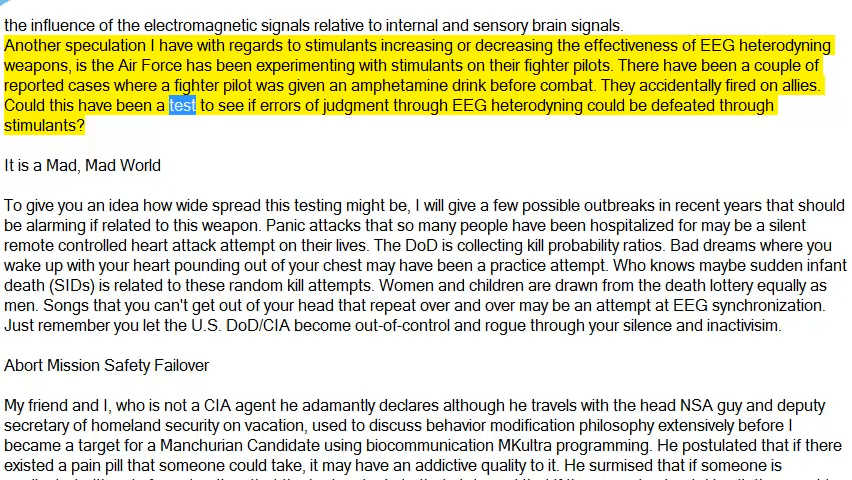 the influence of the electromagnetic signals relative to internal and sensory brain signals.
Another speculation I have with regards to stimulants increasing or decreasing the effectiveness of EEG heterodyning
weapons, is the Air Force has been experimenting with stimulants on their fighter pilots. There have been a couple of
reported cases where a fighter pilot was given an amphetamine drink before combat. They accidentally fired on allies.
Could this have been a test to see if errors of judgment through EEG heterodyning could be defeated through
stimulants?
It is a Mad, Mad World
To give you an idea how wide spread this testing might be, I will give a few possible outbreaks in recent years that should
be alarming if related to this weapon. Panic attacks that so many people have been hospitalized for may be a silent
remote controlled heart attack attempt on their lives. The DoD is collecting kill probability ratios. Bad dreams where you
wake up with your heart pounding out of your chest may have been a practice attempt. Who knows maybe sudden infant
death (SIDs) is related to these random kill attempts. Women and children are drawn from the death lottery equally as
men. Songs that you can't get out of your head that repeat over and over may be an attempt at EEG synchronization.
Just remember you let the U.S. DoD/CIA become out-of-control and rogue through your silence and inactivisim.
Abort Mission Safety Failover
My friend and I, who is not a CIA agent he adamantly declares although he travels with the head NSA guy and deputy
secretary of homeland security on vacation, used to discuss behavior modification philosophy extensively before I
became a target for a Manchurian Candidate using biocommunication MKultra programming. He postulated that if there
existed a pain pill that someone could take, it may have an addictive quality to it. He surmised that if someone is